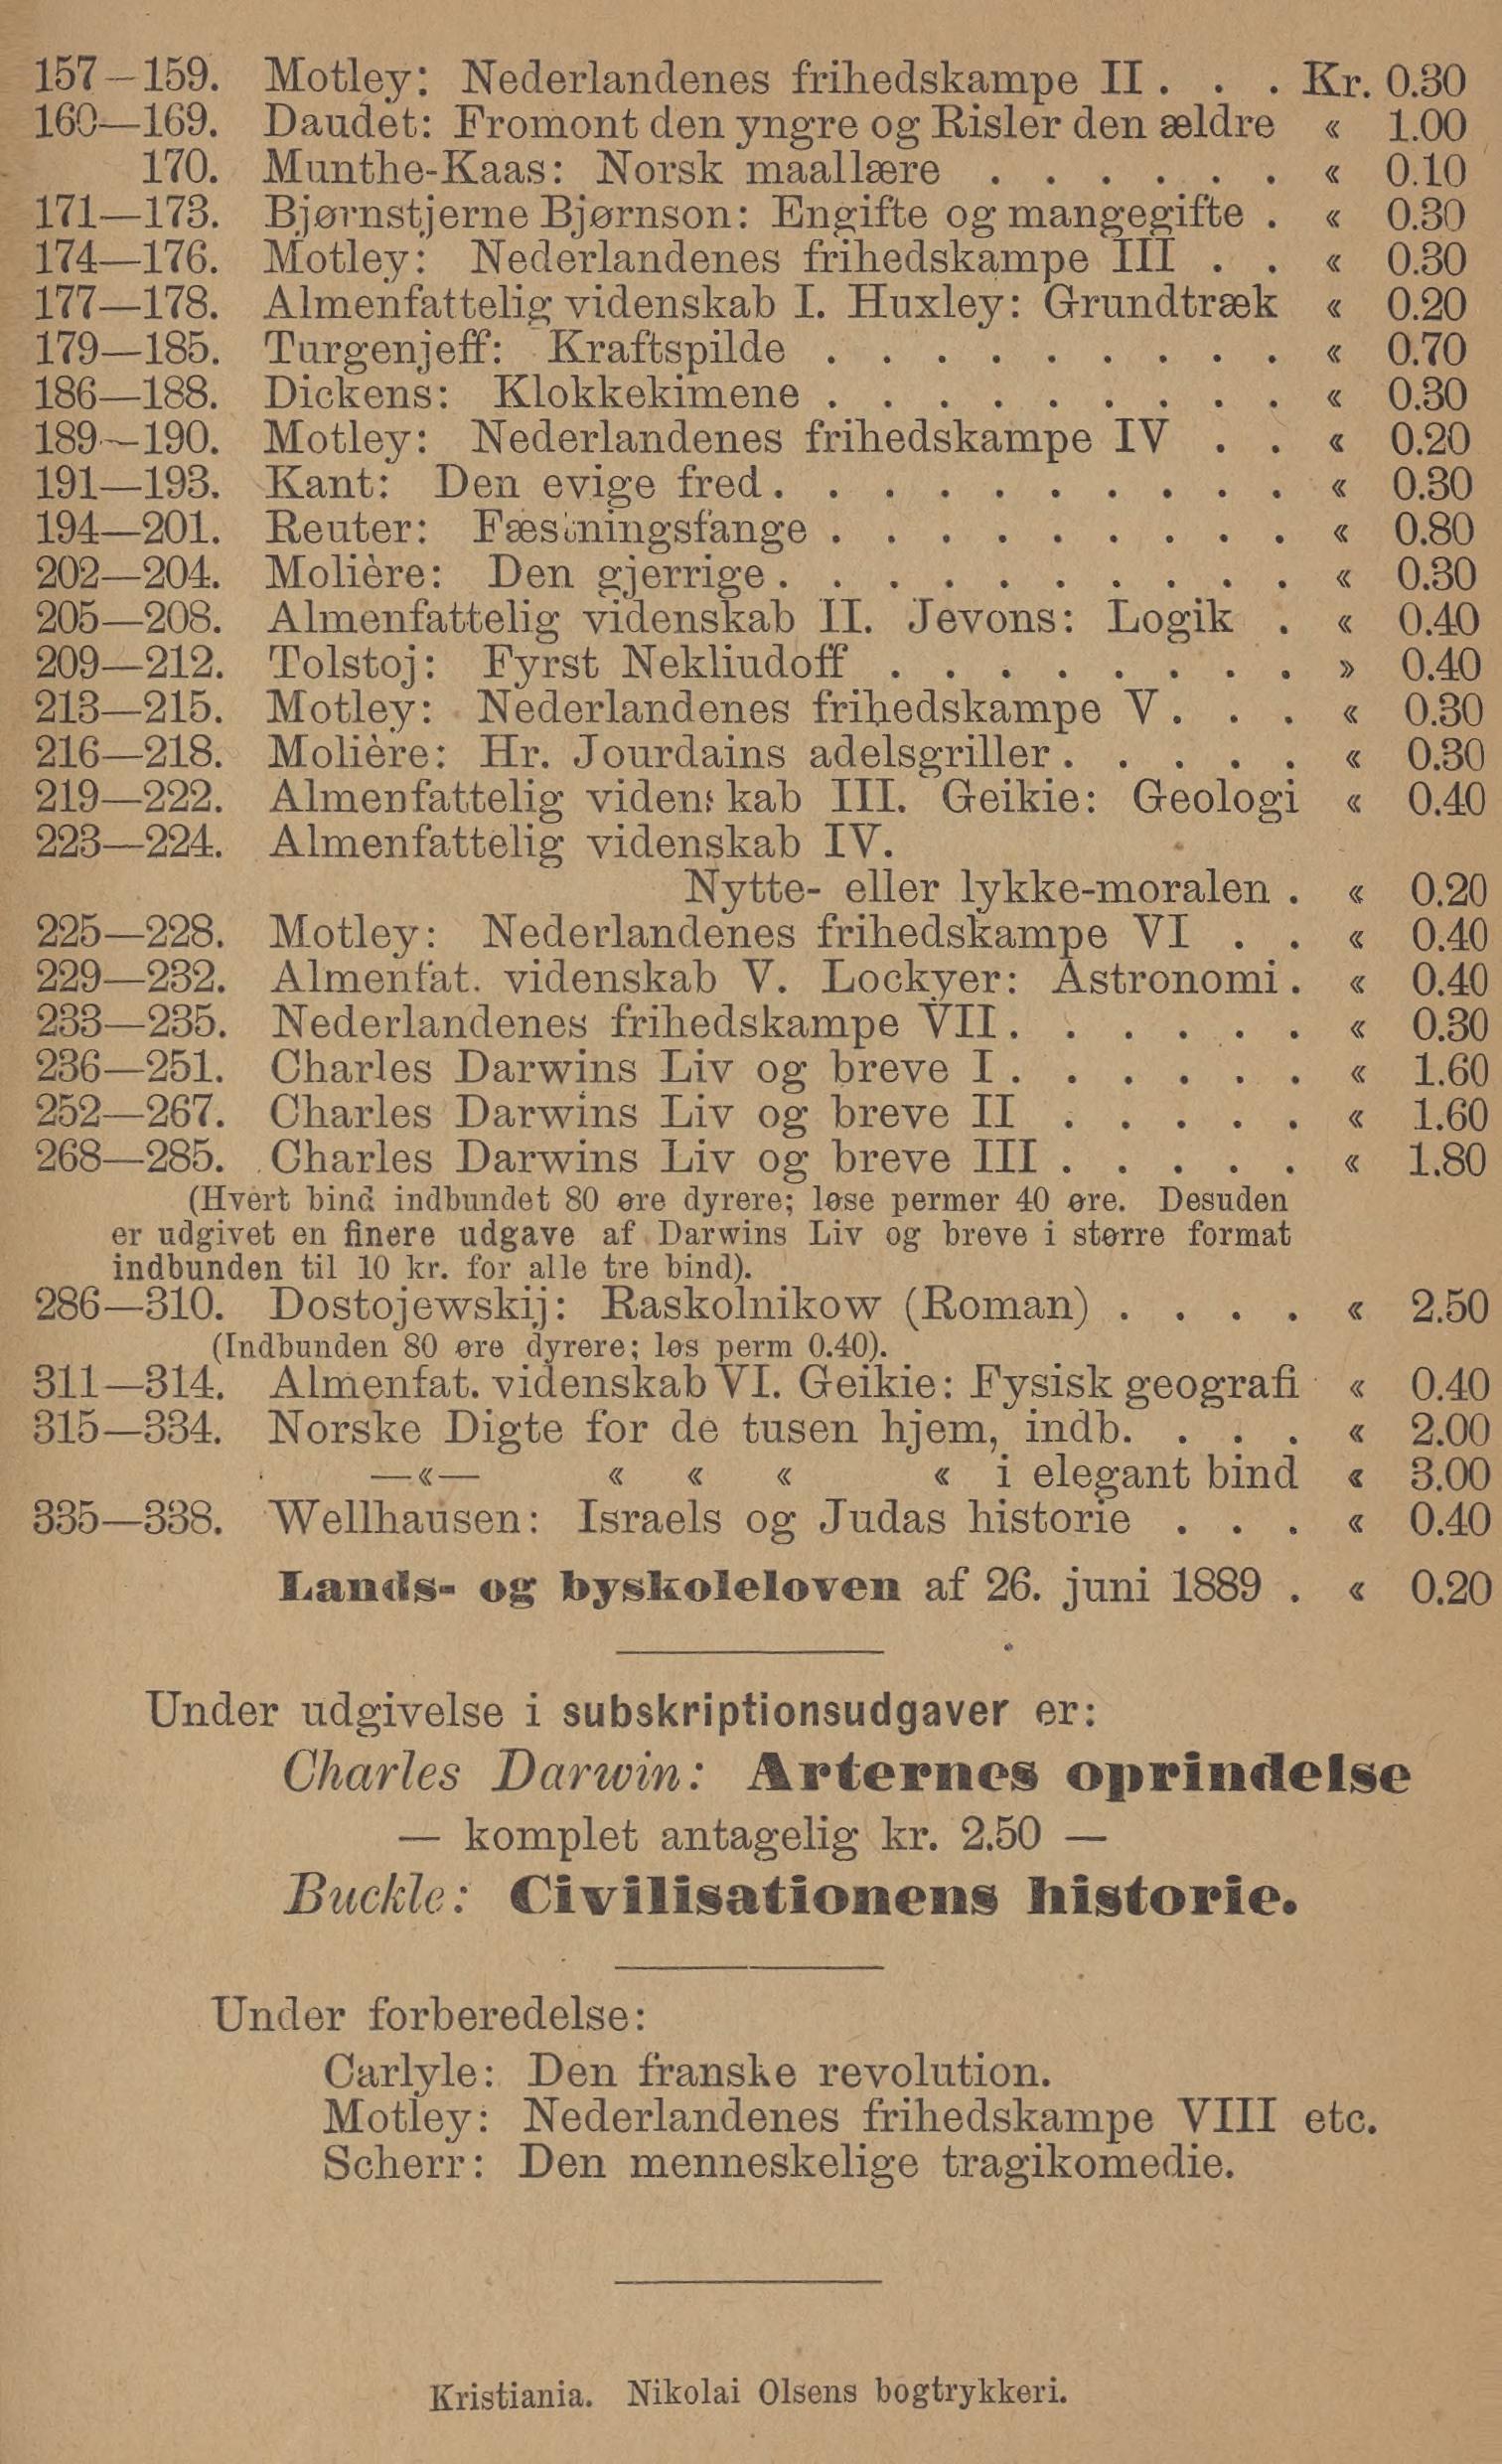 157—159. Motley: Nederlandenes frihedskampe II . . . Kr. 0.30
160—169. Daudet: Fromont den yngre og Risler den ældre « 1.00
170. Munthe-Kaas: Norsk maallære . . . . . . « 0.10
171—173. Bjørnstjerne Bjørnson: Engifte og mangegifte . « 0.30
174—176. Motley: Nederlandenes frihedskampe III . . « 0.30
177—178. Almenfattelig videnskab I. Huxley: Grundtræk « 0.20
179—185. Turgenjeff: Kraftspilde . . . . . . . . . « 0.70
186—188. Dickens: Klokkekimene . . . . . . . . . « 0.30
189—190. Motley: Nederlandenes frihedskampe IV . . « 0.20
191—193. Kant: Den evige fred . . . . . . . . . . « 0.30
194—201. Reuter: Fæstningsfange . . . . . . . . . « 0.80
202—204. Molière: Den gjerrige . . . . . . . . . . « 0.30
205—208. Almenfattelig videnskab II. Jevons: Logik . « 0.40
209—212. Tolstoj: Fyrst Nekliudoff . . . . . . . . » 0.40
213—215. Motley: Nederlandenes frihedskampe V . . . « 0.30
216—218. Molière: Hr. Jourdains adelsgriller . . . . . « 0.30
219—222. Almenfattelig videnskab III. Geikie: Geologi « 0.40
223—224. Almenfattelig videnskab IV.
Nytte- eller lykke-moralen . « 0.20
225—228. Motley: Nederlandenes frihedskampe VI . . « 0.40
229—232. Almenfat. videnskab V. Lockyer: Astronomi . « 0.40
233—235. Nederlandenes frihedskampe VII . . . . . . « 0.30
236—251. Charles Darwins Liv og breve I . . . . . . « 1.60
252—267. Charles Darwins Liv og breve II . . . . . « 1.60
268—285. Charles Darwins Liv og breve III . . . . . « 1.80
(Hvert bind indbundet 80 øre dyrere; løse permer 40 øre. Desuden
er udgivet en finere udgave af Darwins Liv og breve i større format
indbunden til 10 kr. for alle tre bind).
286—310. Dostojewskij: Raskolnikow (Roman) . . . . « 2.50
(Indbunden 80 øre dyrere; løs perm 0.40).
311—314. Almenfat. videnskab VI. Geikie: Fysisk geografi « 0.40
315—334. Norske Digte for de tusen hjem, indb. . . . « 2.00
—«— « « « « i elegant bind « 3.00
335—338. Wellhausen: Israels og Judas historie . . . « 0.40
Lands- og byskoleloven af 26. juni 1889 . « 0.20
Under udgivelse i subskriptionsudgaver er:
Charles Darwin: Arternes oprindelse
— komplet antagelig kr. 2.50 —
Buckle: Civilisationens historie.
Under forberedelse:
Carlyle: Den franske revolution.
Motley: Nederlandenes frihedskampe VIII etc.
Scherr: Den menneskelige tragikomedie.
Kristiania. Nikolai Olsens bogtrykkeri.